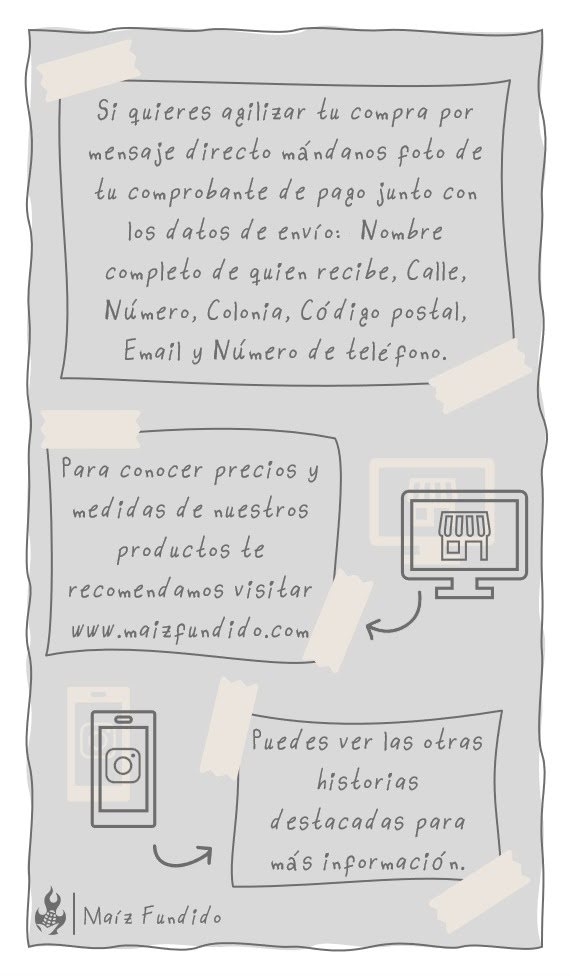 Si quieres agilizar tu compra por
mensaje directo mándanos foto de
tu comprobante de pago junto con
los datos de envío: Nombre
completo de quien recibe, Calle,
Número, Colonia, Código postal,
Email y Número de teléfono.
Para conocer precios y
medidas de nuestros
productos te
recomendamos visitar
www.maizfundido.com
Puedes ver las otras
historias
destacadas para
más información.
Maíz Fundido